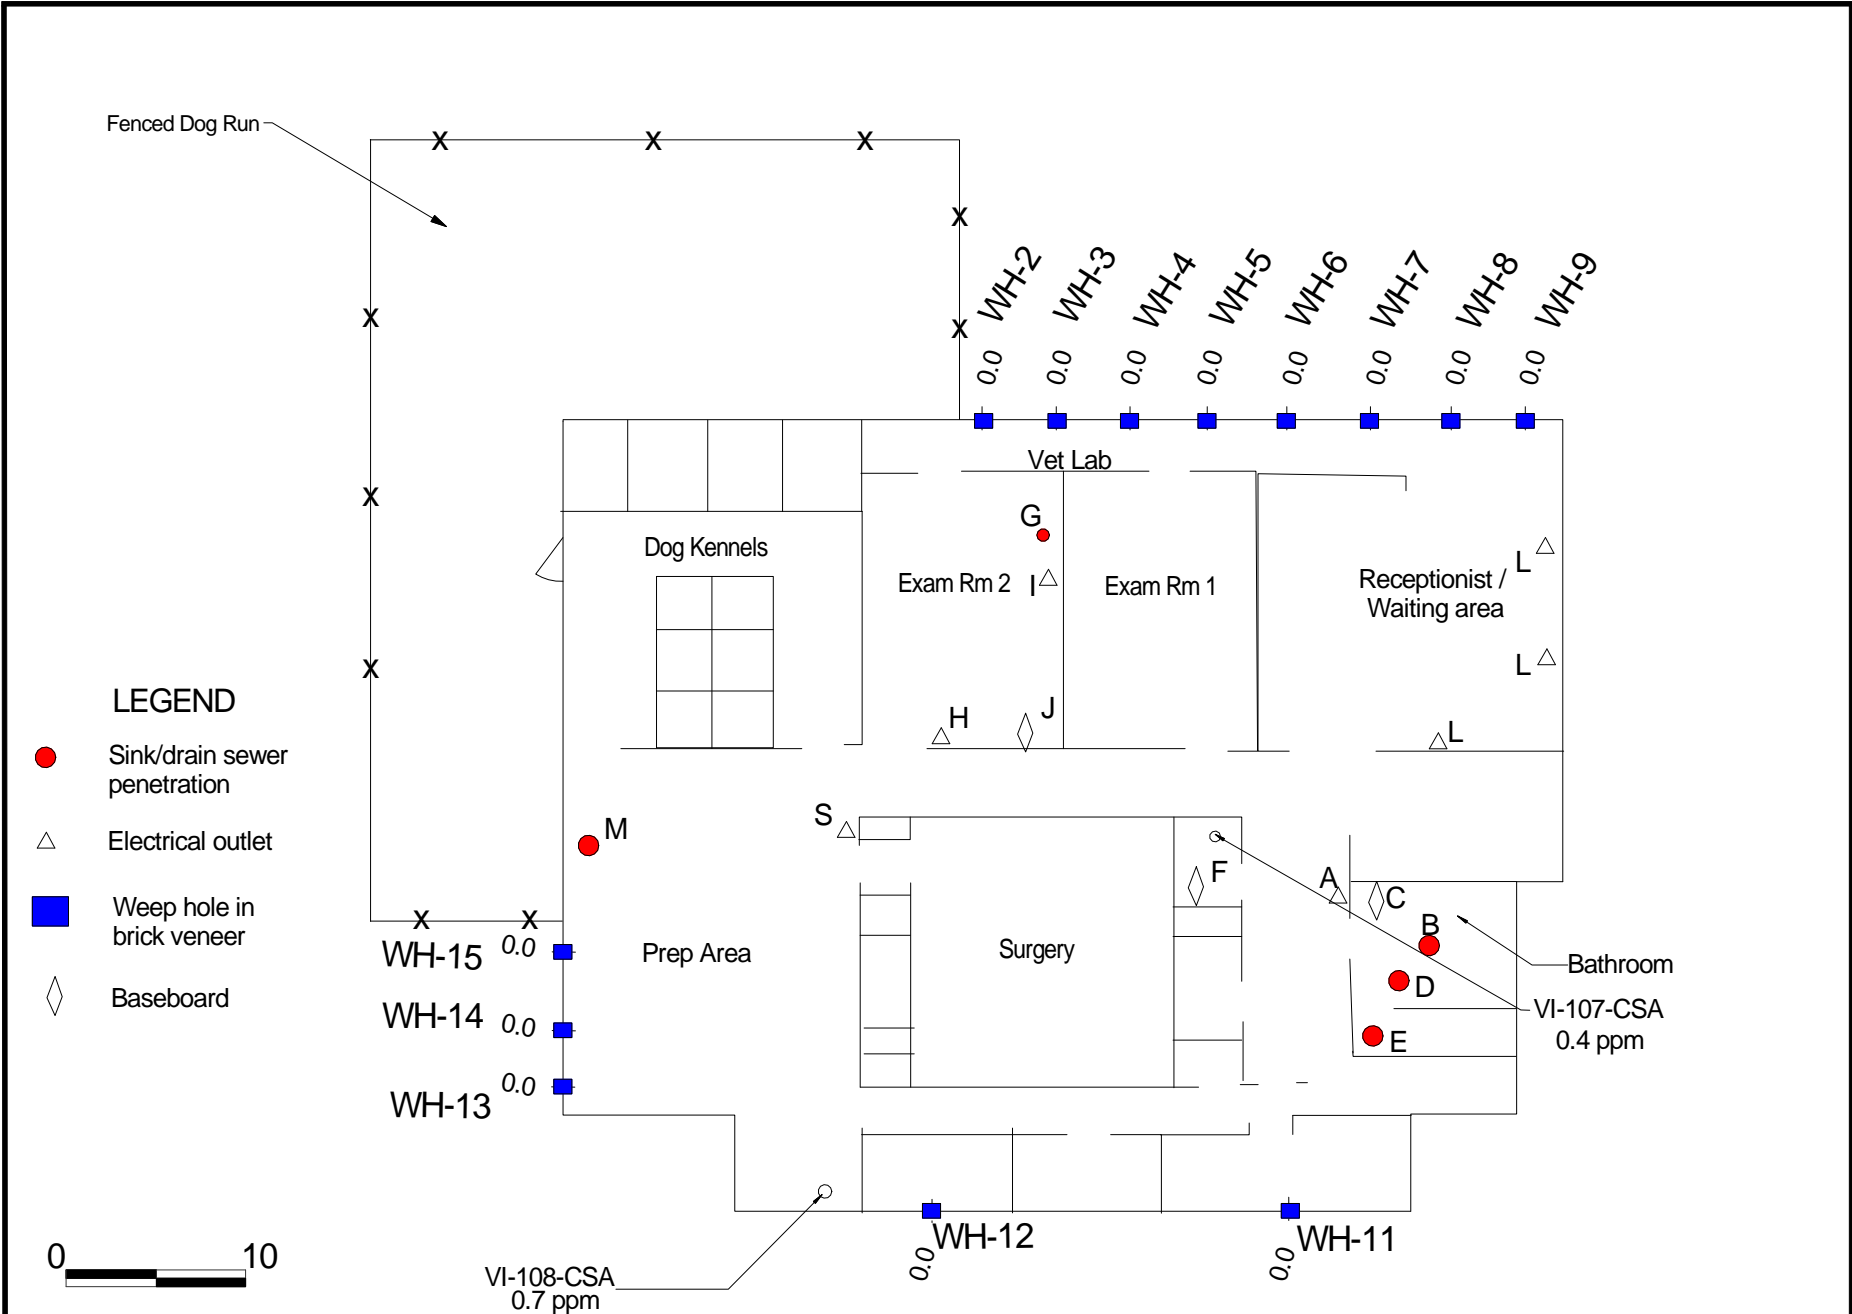 Fenced Dog Run
X
X
X
X
X
X
X
X
X
X
WH-2
WH-3
WH-4
WH-5
WH-6
WH-7
WH-8
WH-9
0.0
0.0
0.0
0.0
0.0
0.0
0.0
0.0
Vet Lab
G
Dog Kennels
Exam Rm 2
I
Exam Rm 1
Receptionist /
Waiting area
L
L
L
H
J
LEGEND
Sink/drain sewer
penetration
Electrical outlet
Weep hole in
brick veneer
Baseboard
M
S
F
A
C
B
D
E
Bathroom
VI-107-CSA
0.4 ppm
Prep Area
Surgery
WH-15
0.0
WH-14
0.0
WH-13
0.0
WH-12
0.0
WH-11
0.0
0
10
VI-108-CSA
0.7 ppm